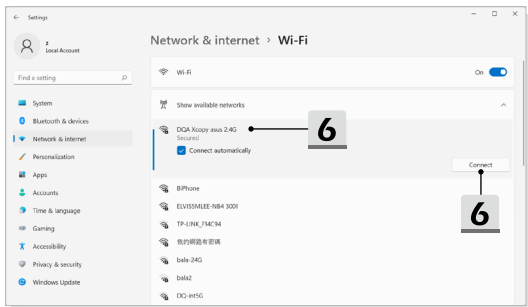 Settings
z
Local Account
Find a setting
System
Bluetooth & devices
Network & internet
Personalization
Apps
Accounts
Time & language
Gaming
Accessibility
Privacy & security
Windows Update
Network & internet > Wi-Fi
Wi-Fi
On
Show available networks
DQA Xcopy asus 2.4G
Secured
Connect automatically
6
Connect
6
BiPhone
ELVISSMLEE-NB4 3001
TP-LINK_F14C94
我的網路有密碼
bala-24G
bala2
DQ-int5G